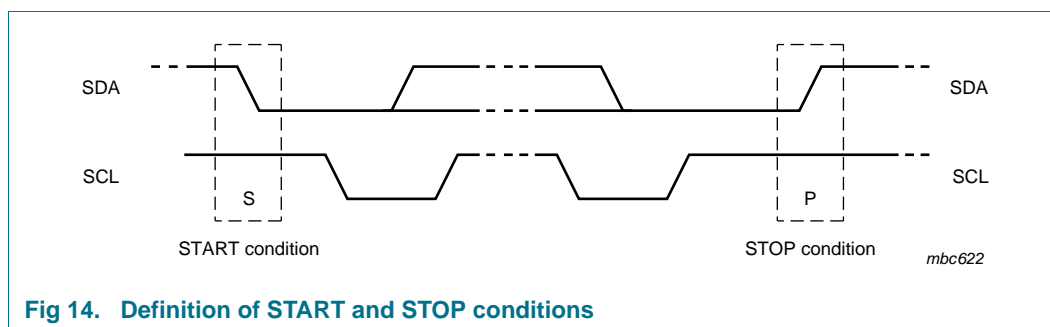 SDA
SDA
SCL
SCL
S
P
START condition
STOP condition
mbc622
Fig 14. Definition of START and STOP conditions